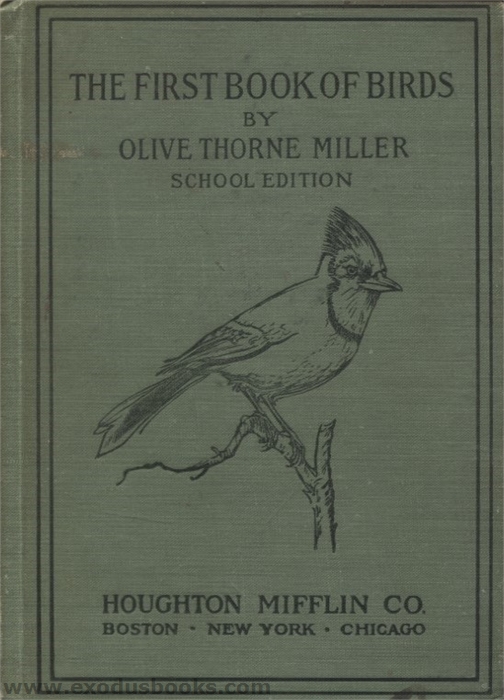 THE FIRST BOOK OF BIRDS
BY
OLIVE THORNE MILLER
SCHOOL EDITION
HOUGHTON MIFFLIN CO.
BOSTON · NEW YORK · CHICAGO
www.exodusbooks.com